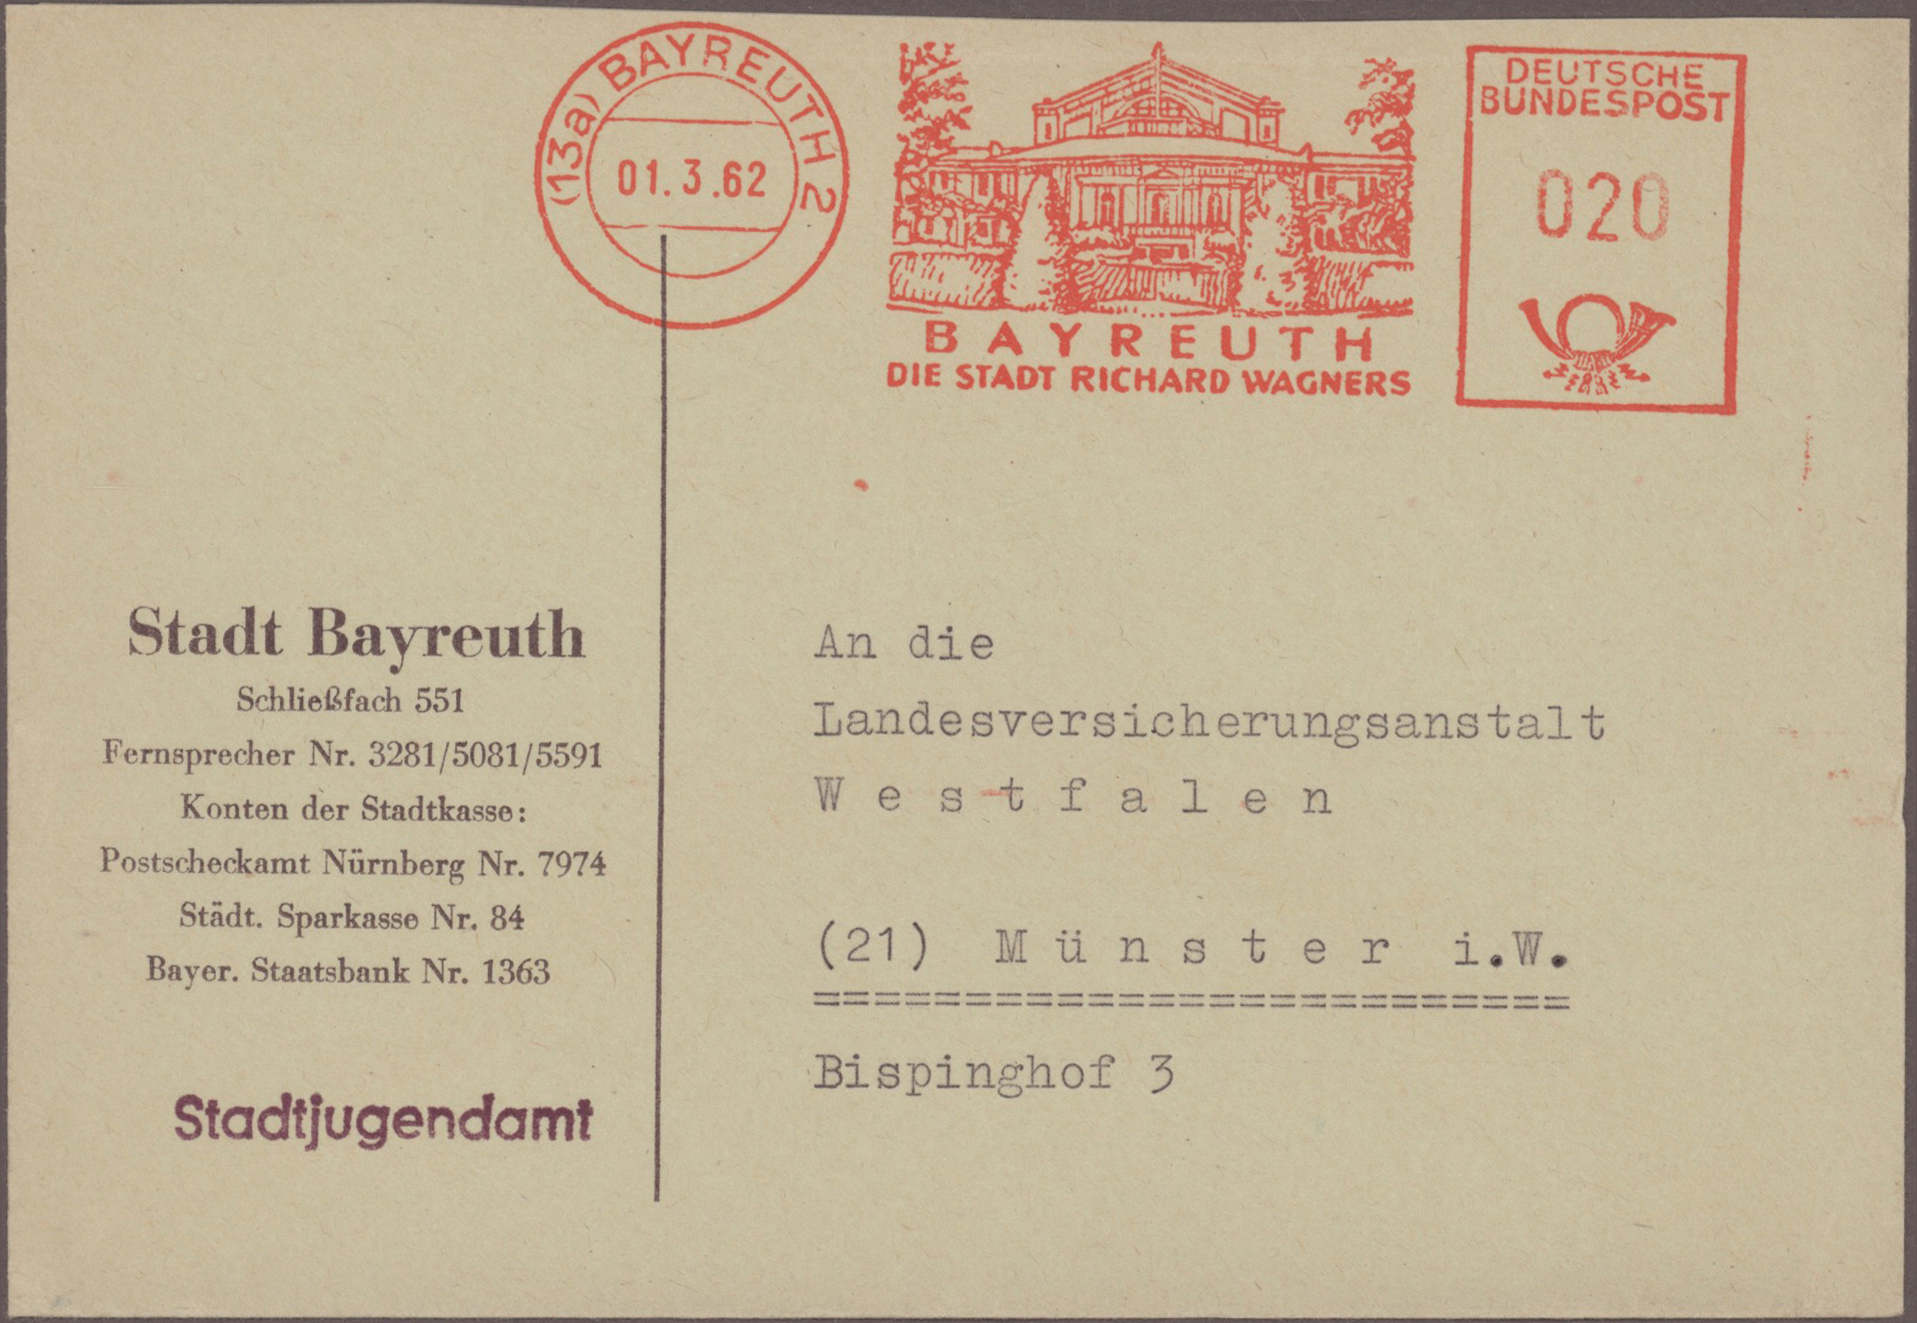 (13a) BAYREUTH 2
01.3.62
BAYREUTH
DIE STADT RICHARD WAGNERS
DEUTSCHE
BUNDESPOST
020
Stadt Bayreuth
Schließfach 551
Fernsprecher Nr. 3281/5081/5591
Konten der Stadtkasse:
Postscheckamt Nürnberg Nr. 7974
Städt. Sparkasse Nr. 84
Bayer. Staatsbank Nr. 1363
Stadtjugendamt
An die
Landesversicherungsanstalt
W e s t f a l e n
(21) M ü n s t e r i.W.
=========================
Bispinghof 3